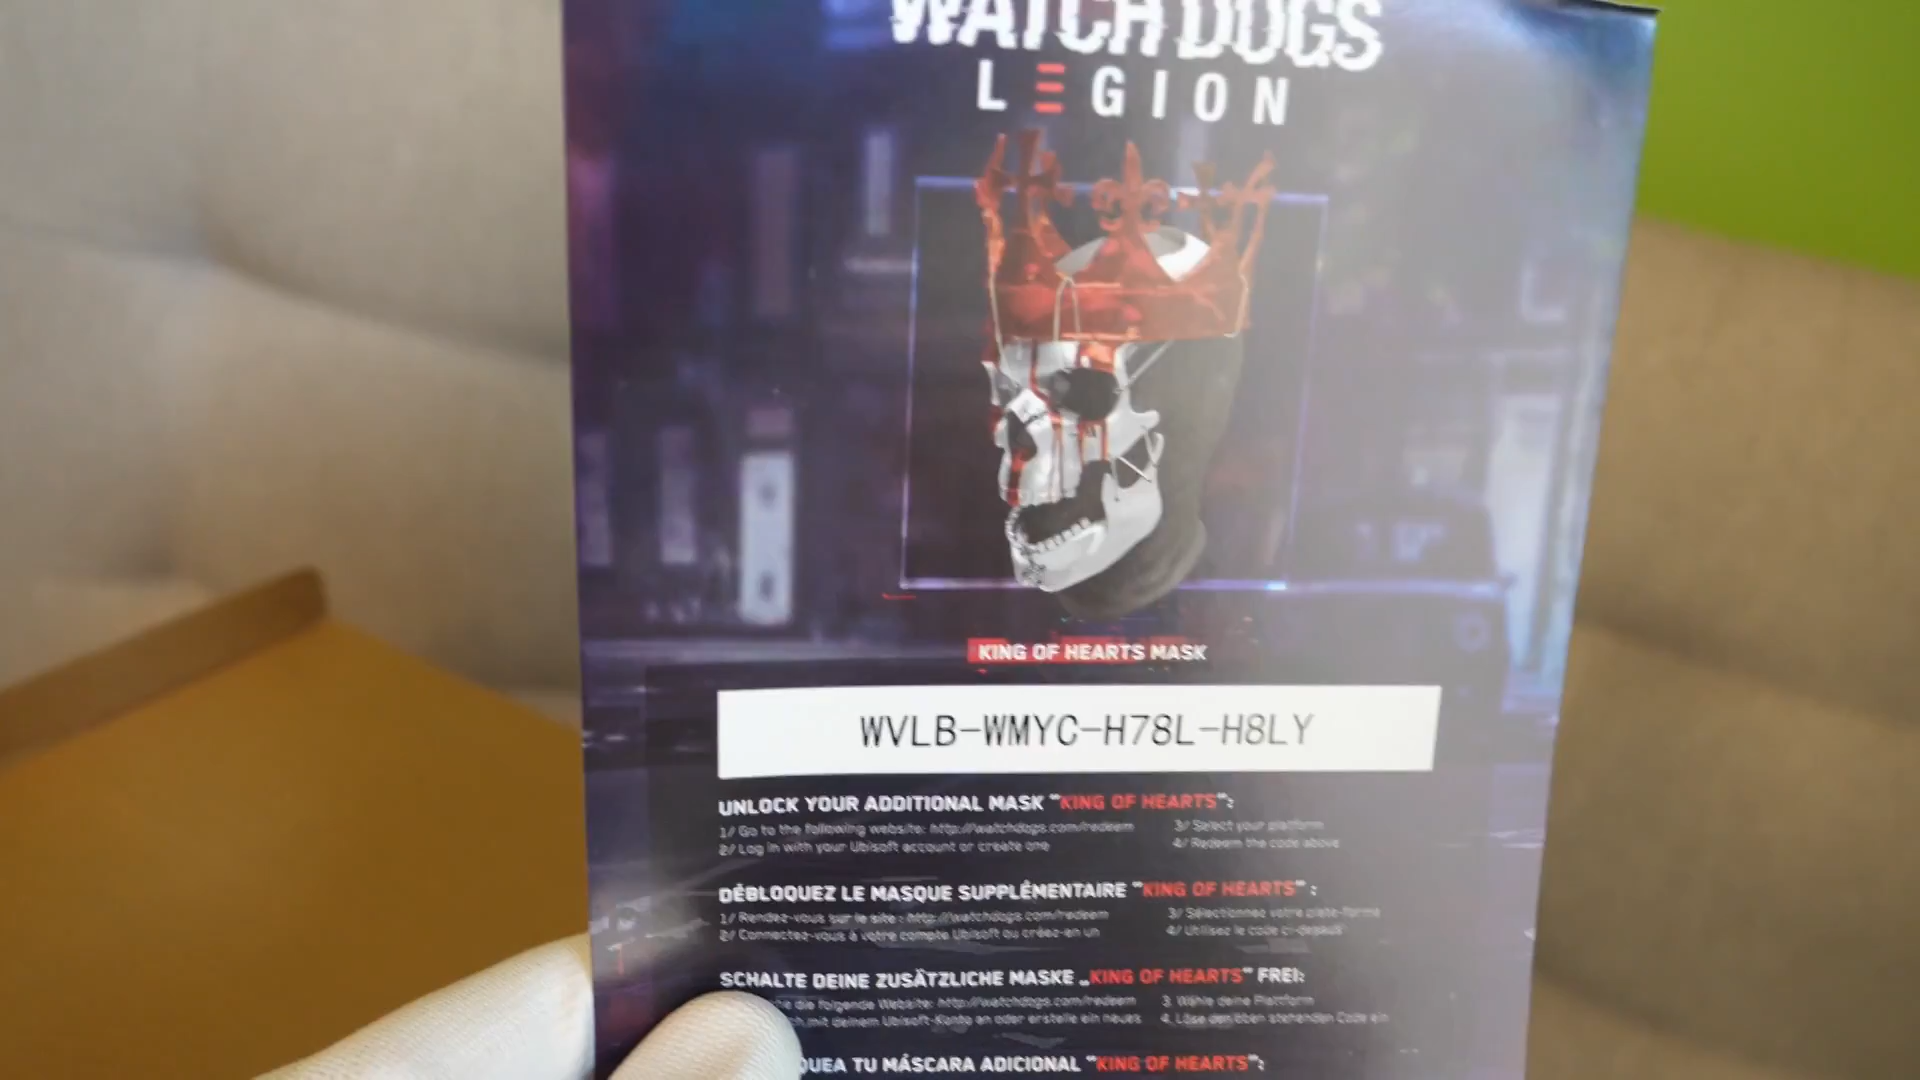 WATCH DOGS
LEGION
KING OF HEARTS MASK
WVLB-WMYC-H78L-H8LY
UNLOCK YOUR ADDITIONAL MASK "KING OF HEARTS":
1/ Go to the following website: http://watchdogs.com/redeem
2/ Log in with your Ubisoft account or create one
3/ Select your platform
4/ Redeem the code above
DÉBLOQUEZ LE MASQUE SUPPLÉMENTAIRE "KING OF HEARTS" :
1/ Rendez-vous sur le site : http://watchdogs.com/redeem
2/ Connectez-vous à votre compte Ubisoft ou créez-en un
3/ Sélectionnez votre plate-forme
4/ Utilisez le code ci-dessus
SCHALTE DEINE ZUSÄTZLICHE MASKE „KING OF HEARTS" FREI:
die folgende Website: http://watchdogs.com/redeem
mit deinem Ubisoft-Konto an oder erstelle ein neues
3. Wähle deine Plattform
4. Löse den oben stehenden Code ein
TU MÁSCARA ADICIONAL "KING OF HEARTS":